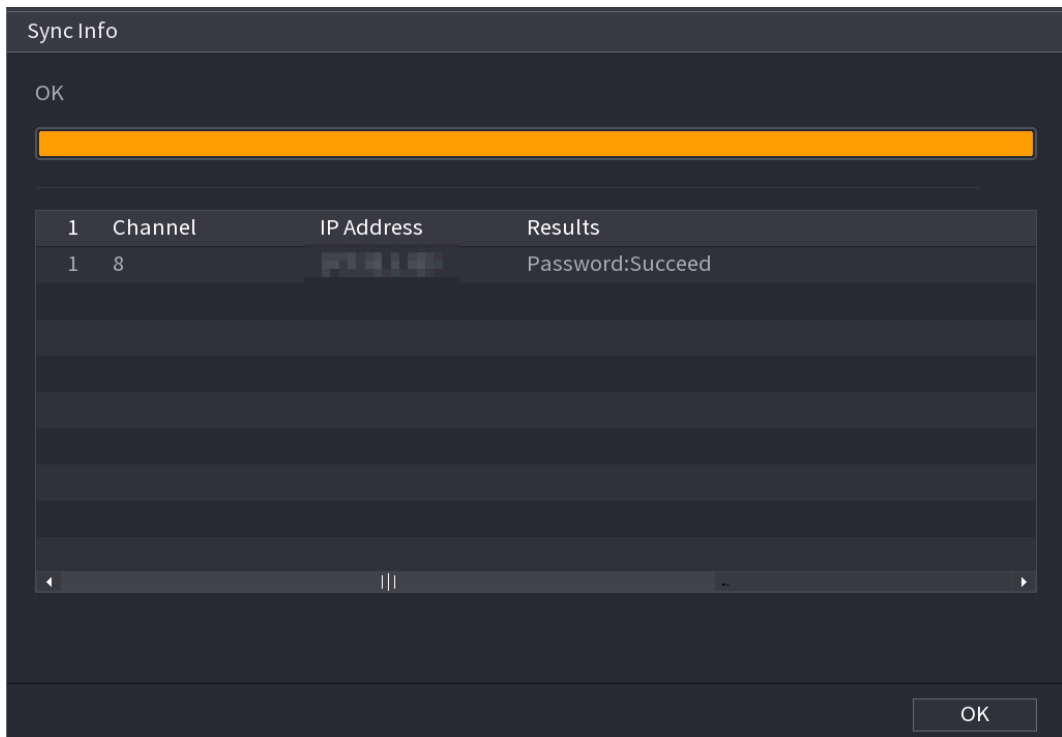 Sync Info
OK
1 Channel IP Address Results
1 8 Password:Succeed
OK